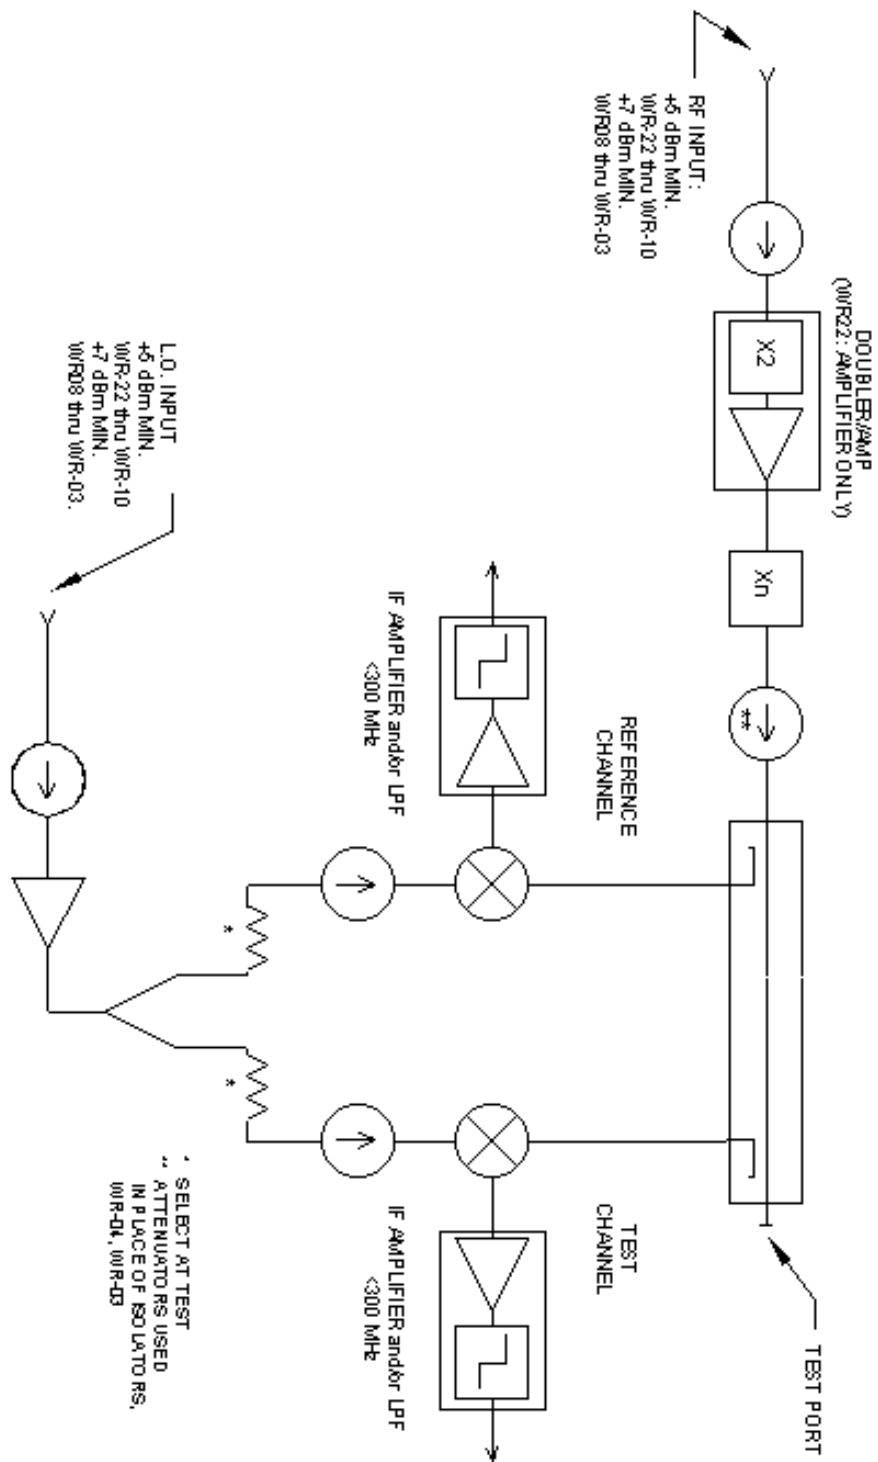 RF INPUT:
+5 dBm MIN.
WR-22 thru WR-10
+7 dBm MIN.
WR08 thru WR-03
DOUBLER/AMP
(WR22: AMPLIFIER ONLY)
X2
Xn
**
L.O. INPUT
+5 dBm MIN.
WR-22 thru WR-10
+7 dBm MIN.
WR08 thru WR-03.
IF AMPLIFIER and/or LPF
<300 MHz
REFERENCE
CHANNEL
*
*
IF AMPLIFIER and/or LPF
<300 MHz
TEST
CHANNEL
TEST PORT
* SELECT AT TEST
** ATTENUATORS USED
IN PLACE OF ISOLATORS,
WR-04, WR-03